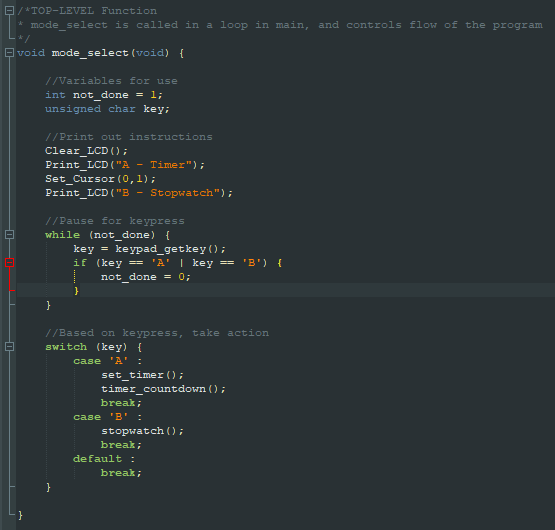 /*TOP-LEVEL Function
* mode_select is called in a loop in main, and controls flow of the program
*/
void mode_select(void) {
//Variables for use
int not_done = 1;
unsigned char key;
//Print out instructions
Clear_LCD();
Print_LCD("A - Timer");
Set_Cursor(0,1);
Print_LCD("B - Stopwatch");
//Pause for keypress
while (not_done) {
key = keypad_getkey();
if (key == 'A' | key == 'B') {
not_done = 0;
}
}
//Based on keypress, take action
switch (key) {
case 'A' :
set_timer();
timer_countdown();
break;
case 'B' :
stopwatch();
break;
default :
break;
}
}